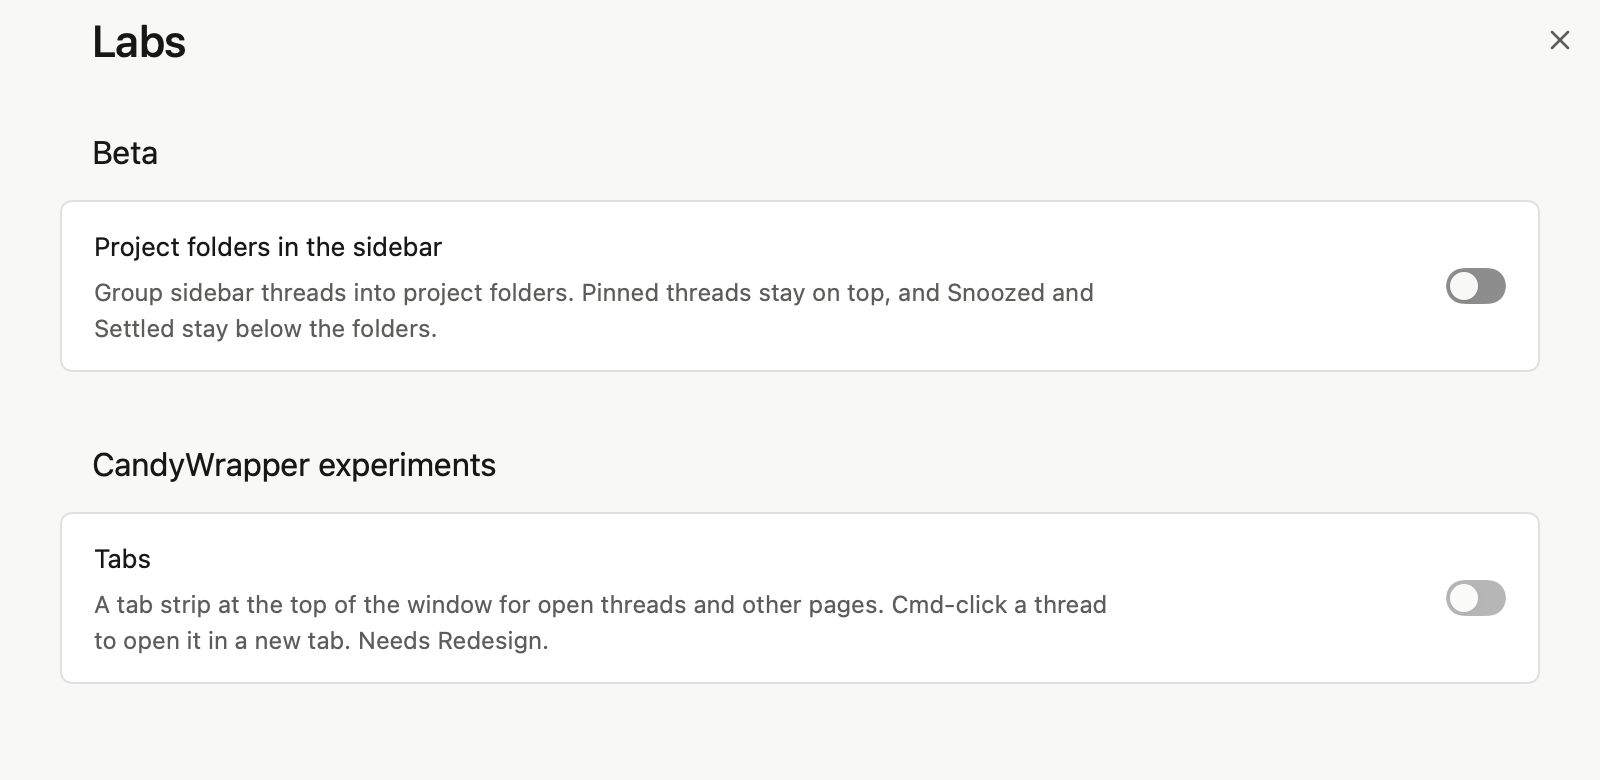 Labs
Beta
Project folders in the sidebar
Group sidebar threads into project folders. Pinned threads stay on top, and Snoozed and
Settled stay below the folders.
CandyWrapper experiments
Tabs
A tab strip at the top of the window for open threads and other pages. Cmd-click a thread
to open it in a new tab. Needs Redesign.